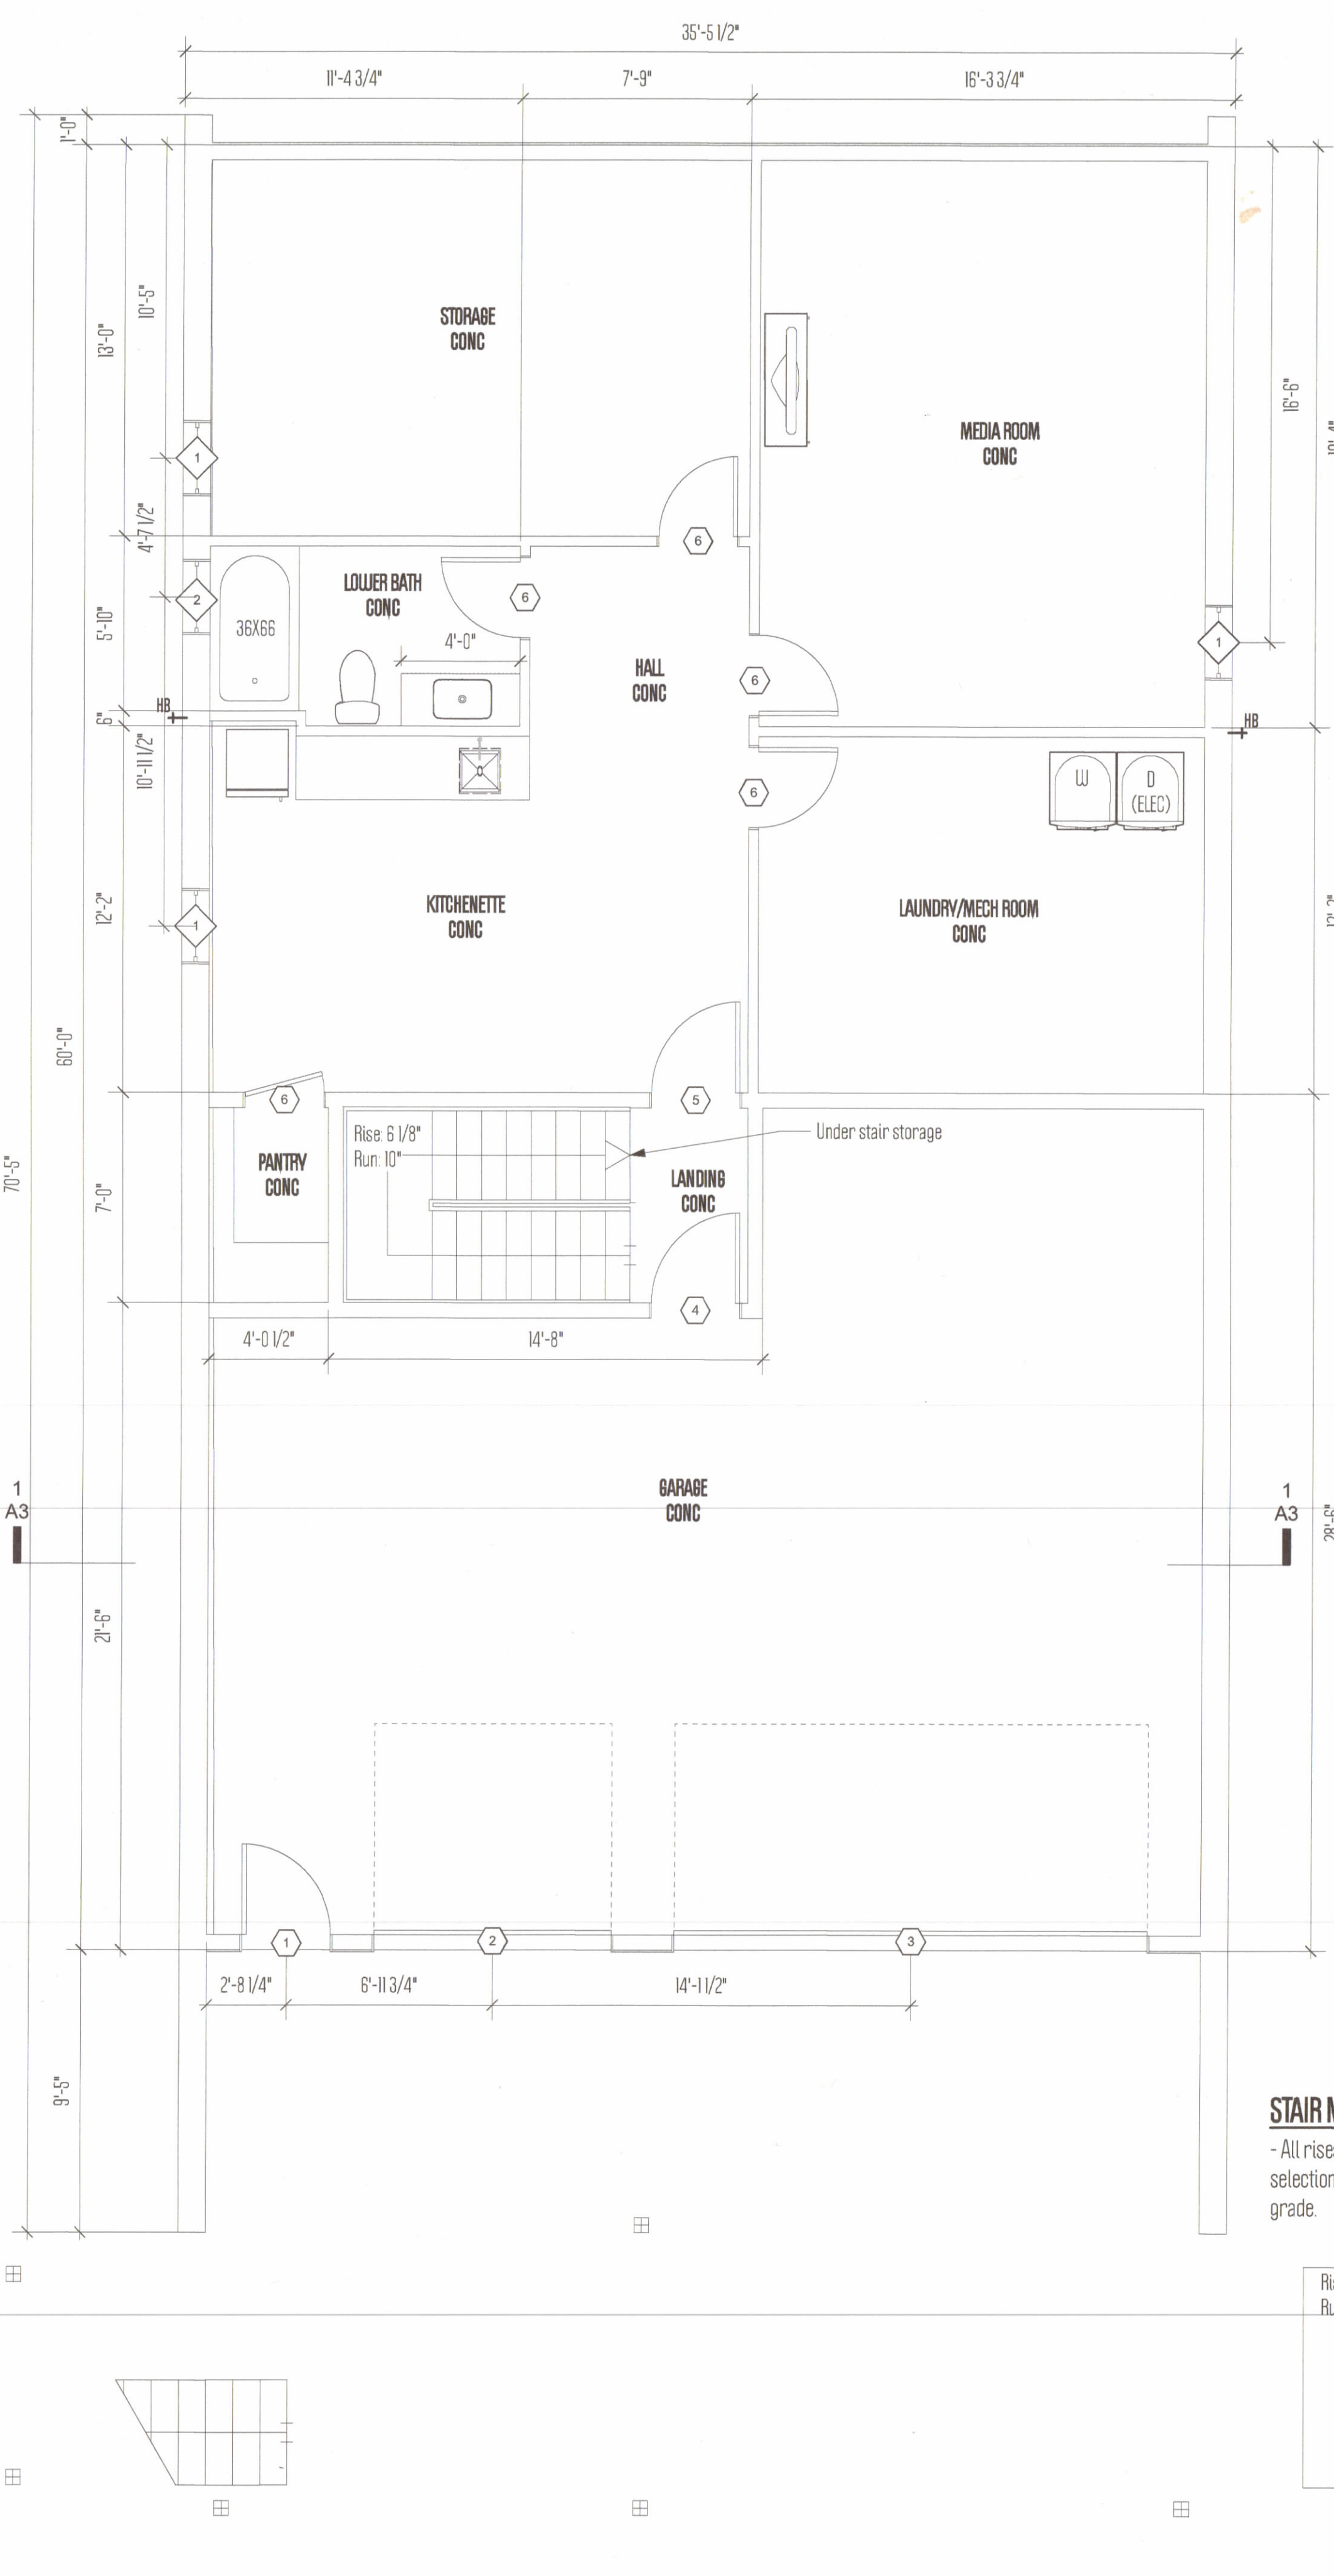 35'-5 1/2"
11'-4 3/4"
7'-9"
16'-3 3/4"
1'-0"
10'-5"
13'-0"
16'-6"
STORAGE
CONC
MEDIA ROOM
CONC
1
4'-7 1/2"
6
2
LOWER BATH
CONC
6
36X66
4'-0"
5'-10"
HALL
CONC
1
6
HB
6"
HB
10'-11 1/2"
W
D
(ELEC)
6
12'-2"
KITCHENETTE
CONC
LAUNDRY/MECH ROOM
CONC
1
60'-0"
6
5
Rise: 6 1/8"
Run: 10"
Under stair storage
PANTRY
CONC
LANDING
CONC
70'-5"
7'-0"
4
4'-0 1/2"
14'-8"
GARAGE
CONC
1
A3
1
A3
28'-6"
21'-6"
1
2
3
2'-8 1/4"
6'-11 3/4"
14'-1 1/2"
9'-5"
STAIR
- All rise
selection
grade.